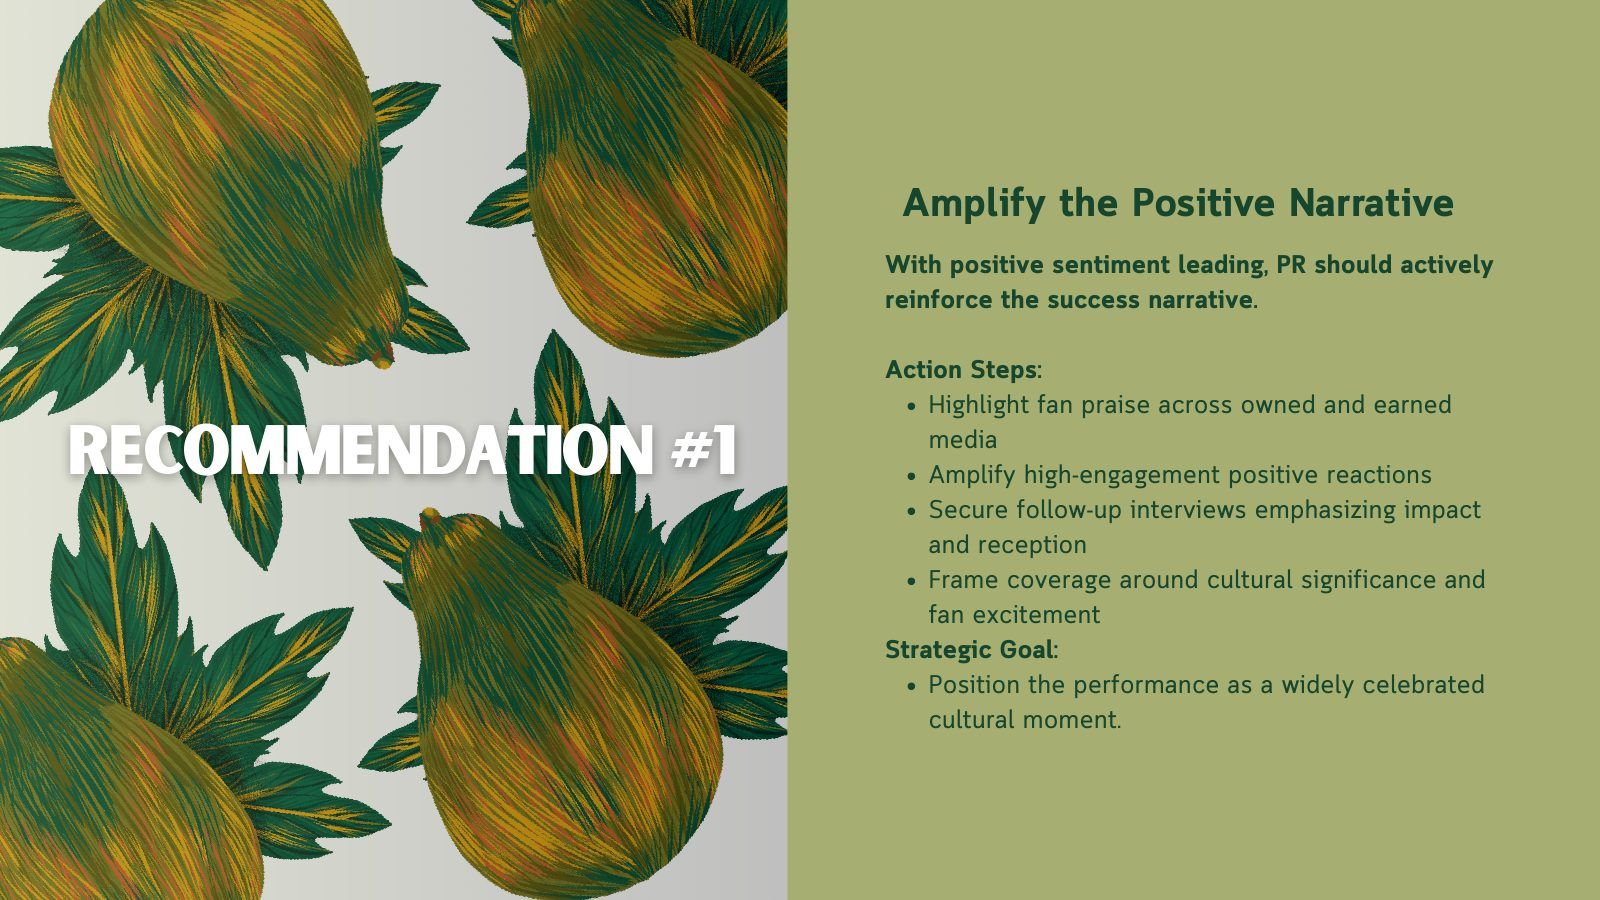 RECOMMENDATION #1
Amplify the Positive Narrative
With positive sentiment leading, PR should actively
reinforce the success narrative.
Action Steps:
• Highlight fan praise across owned and earned
media
• Amplify high-engagement positive reactions
• Secure follow-up interviews emphasizing impact
and reception
• Frame coverage around cultural significance and
fan excitement
Strategic Goal:
• Position the performance as a widely celebrated
cultural moment.